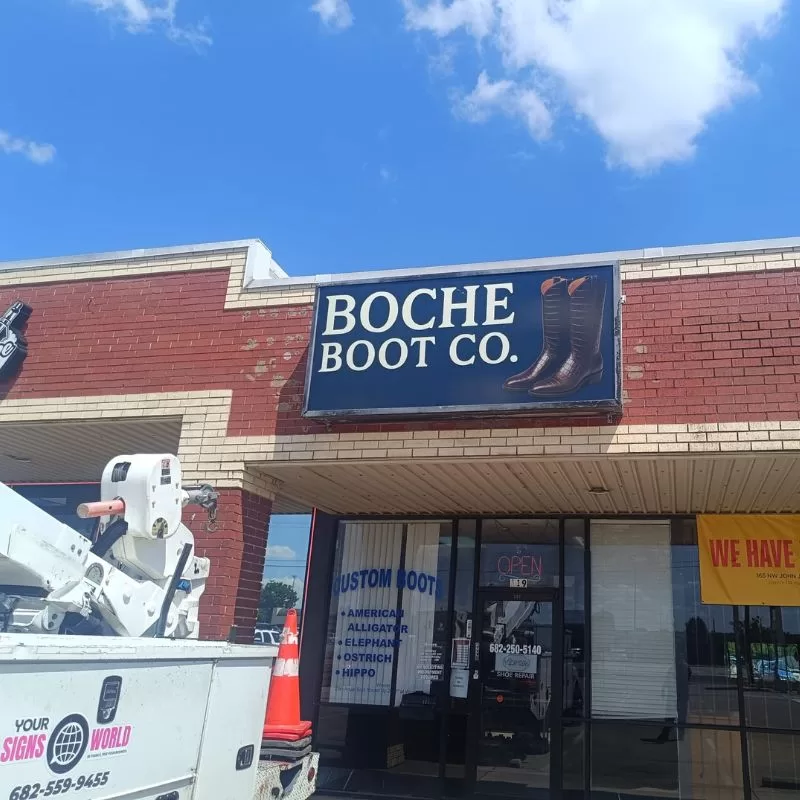 BOCHE
BOOT CO.
OPEN
CUSTOM BOOTS
• AMERICAN
ALLIGATOR
• ELEPHANT
• OSTRICH
• HIPPO
682-250-5140
SHOE REPAIR
WE HAVE
YOUR
SIGNS WORLD
682-559-9455